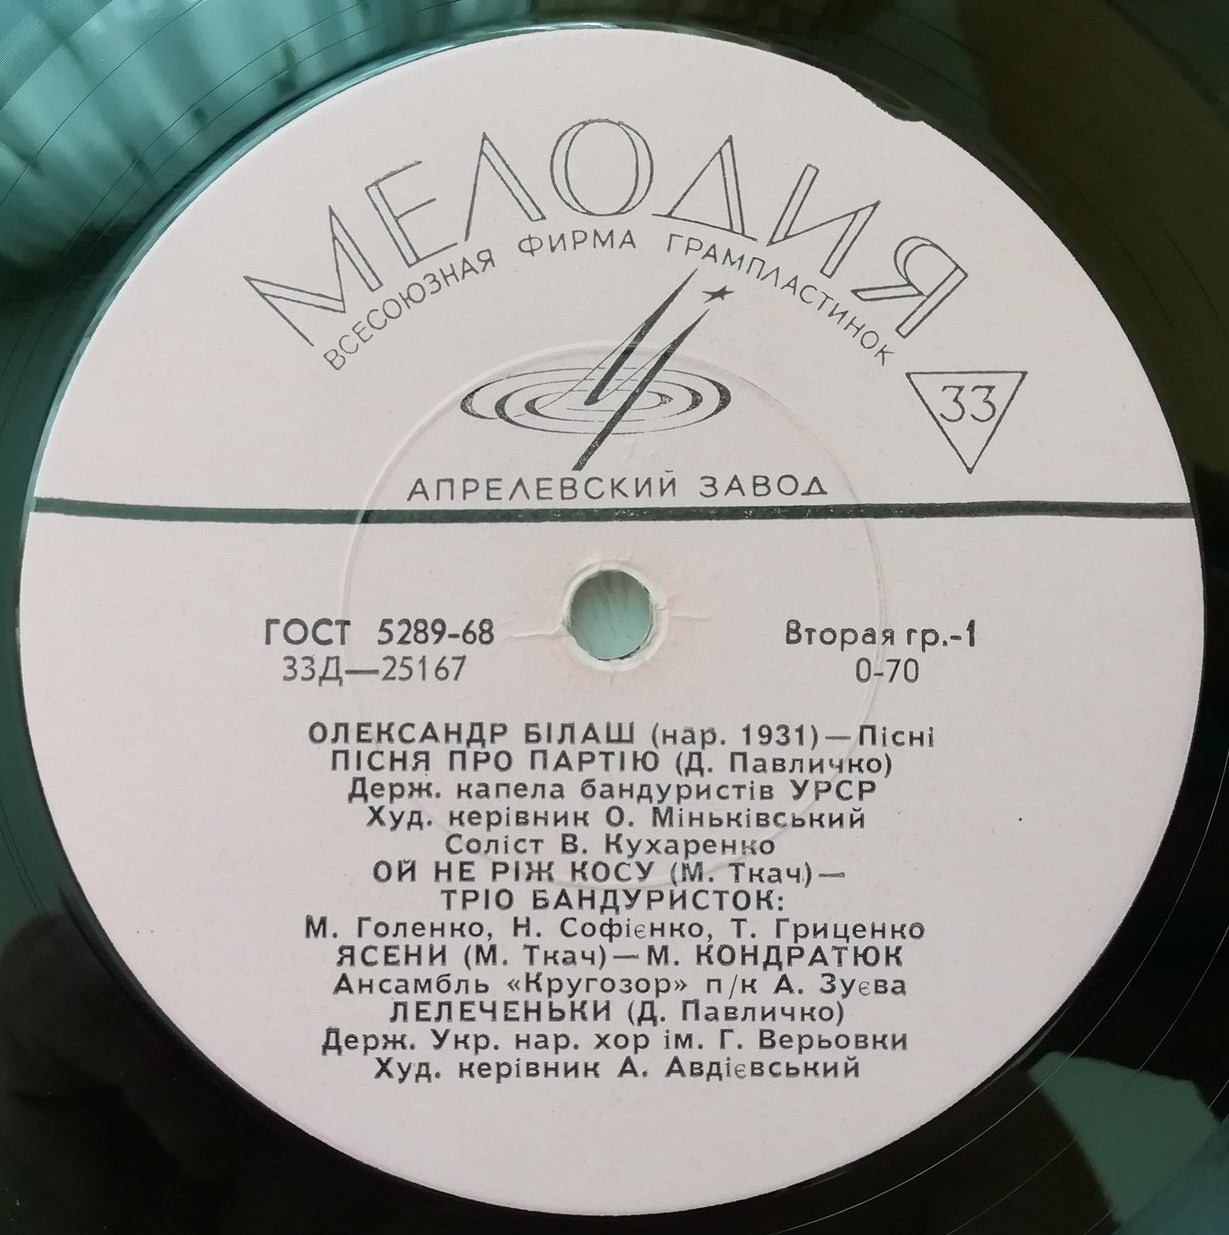 МЕЛОДИЯ
ВСЕСОЮЗНАЯ ФИРМА ГРАМПЛАСТИНОК
33
АПРЕЛЕВСКИЙ ЗАВОД
ГОСТ 5289-68
33Д—25167
Вторая гр.-1
0-70
ОЛЕКСАНДР БІЛАШ (нар. 1931)—Пісні
ПІСНЯ ПРО ПАРТІЮ (Д. Павличко)
Держ. капела бандуристів УРСР
Худ. керівник О. Міньківський
Соліст В. Кухаренко
ОЙ НЕ РІЖ КОСУ (М. Ткач)—
ТРІО БАНДУРИСТОК:
М. Голенко, Н. Софієнко, Т. Гриценко
ЯСЕНИ (М. Ткач)—М. КОНДРАТЮК
Ансамбль «Кругозор» п/к А. Зуєва
ЛЕЛЕЧЕНЬКИ (Д. Павличко)
Держ. Укр. нар. хор ім. Г. Верьовки
Худ. керівник А. Авдієвський